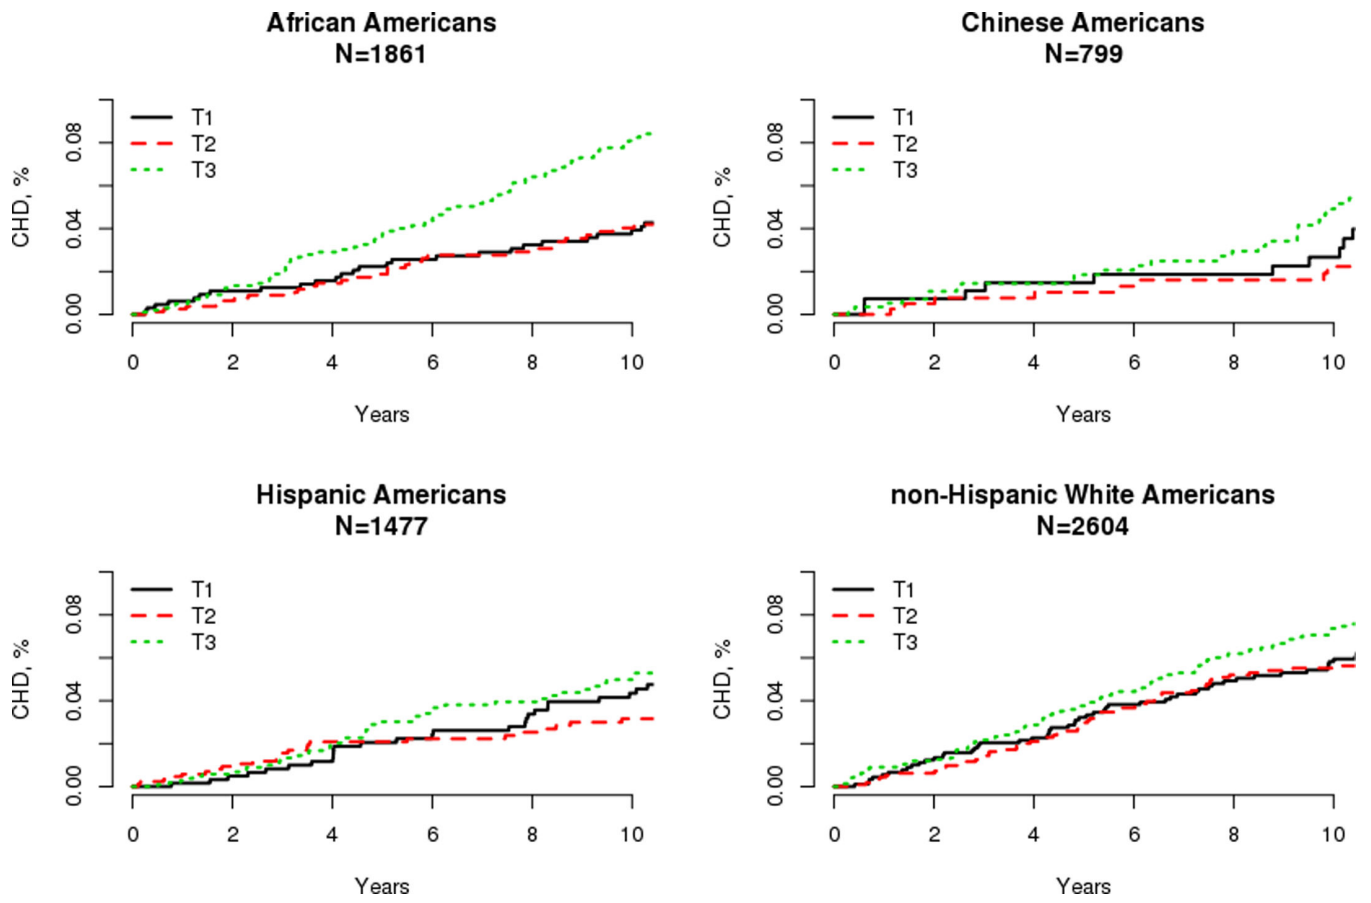 African Americans
N=1861
T1
T2
T3
CHD, %
0.00
0.04
0.08
0 2 4 6 8 10
Years
Chinese Americans
N=799
T1
T2
T3
CHD, %
0.00
0.04
0.08
0 2 4 6 8 10
Years
Hispanic Americans
N=1477
T1
T2
T3
CHD, %
0.00
0.04
0.08
0 2 4 6 8 10
Years
non-Hispanic White Americans
N=2604
T1
T2
T3
CHD, %
0.00
0.04
0.08
0 2 4 6 8 10
Years